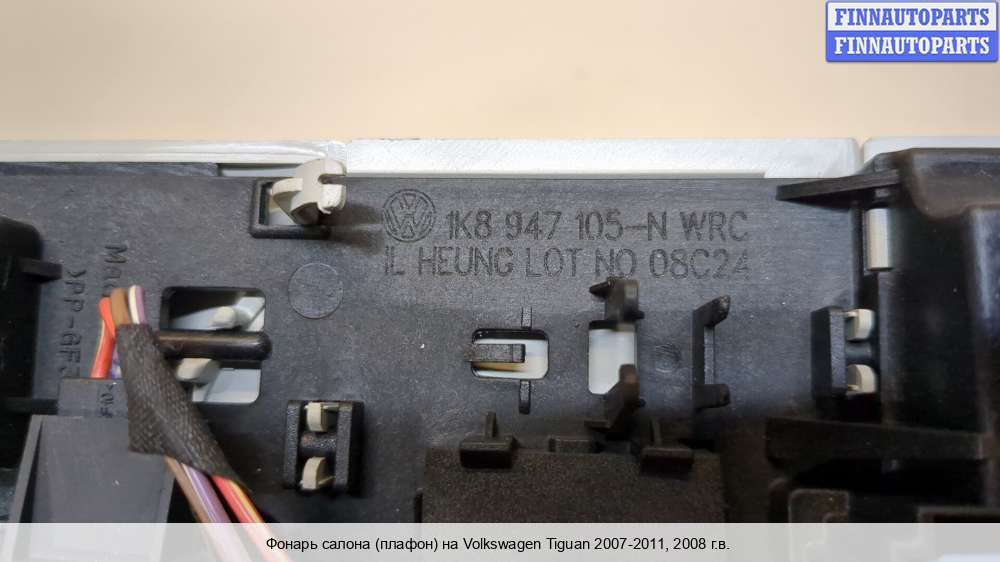 FINNAUTOPARTS
FINNAUTOPARTS
1K8 947 105-N WRC
IL HEUNG LOT NO 08C24
Фонарь салона (плафон) на Volkswagen Tiguan 2007-2011, 2008 г.в.